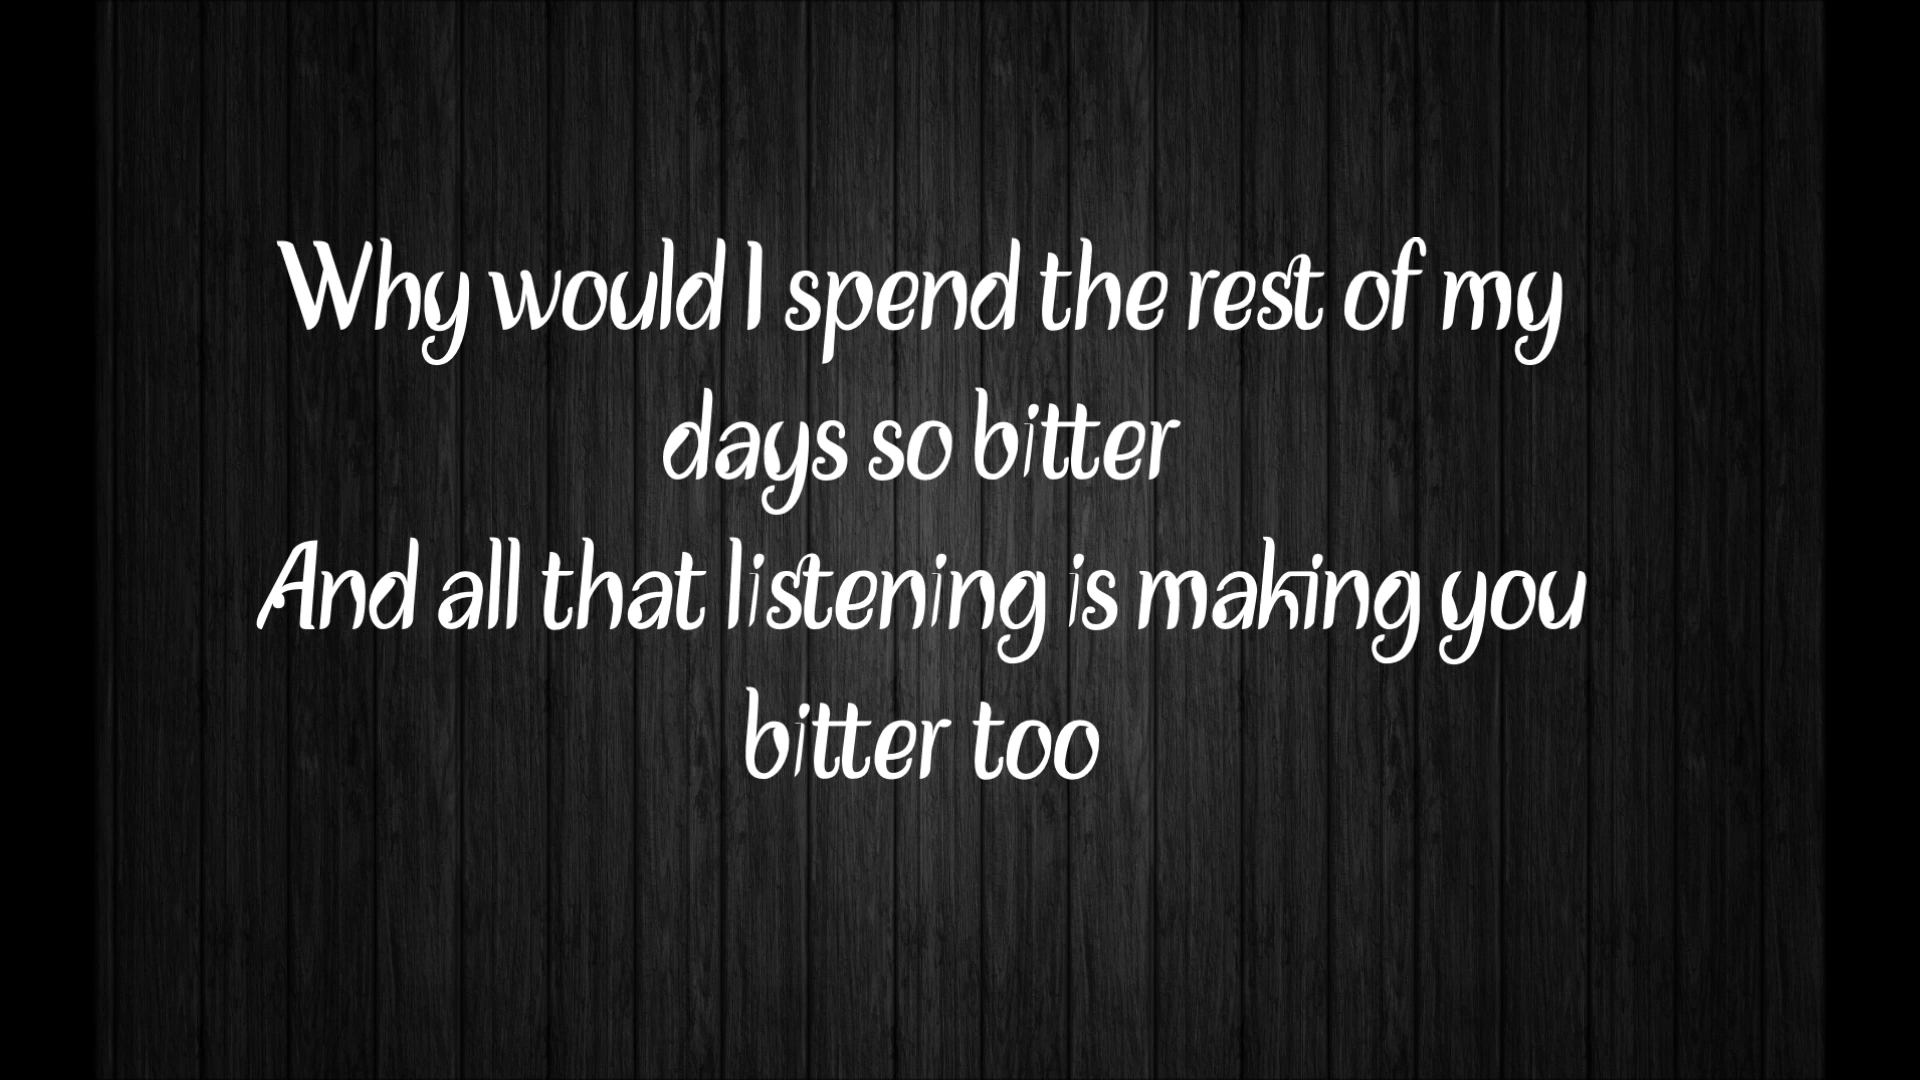 Why would I spend the rest of my
days so bitter
And all that listening is making you
bitter too